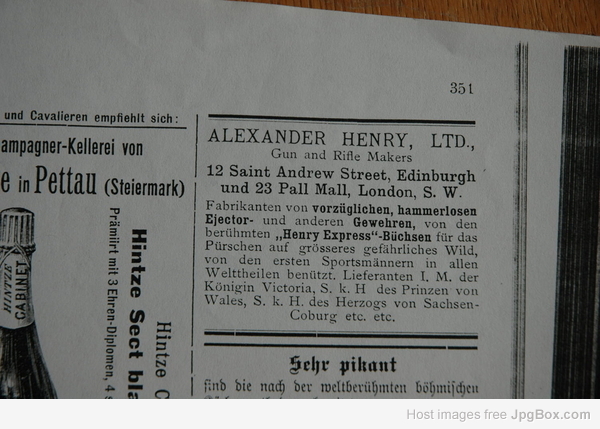 351
und Cavalieren empfiehlt sich:
ampagner-Kellerei von
e in Pettau (Steiermark)
Prämiirt mit 3 Ehren-Diplomen, 4
Hintze Sect
Hintze
HINTZE
CABINET
ALEXANDER HENRY, LTD.,
Gun and Rifle Makers
12 Saint Andrew Street, Edinburgh
und 23 Pall Mall, London, S. W.
Fabrikanten von vorzüglichen, hammerlosen
Ejector- und anderen Gewehren, von den
berühmten „Henry Express"-Büchsen für das
Pürschen auf grösseres gefährliches Wild,
von den ersten Sportsmännern in allen
Welttheilen benützt. Lieferanten I. M. der
Königin Victoria, S. k. H des Prinzen von
Wales, S. k. H. des Herzogs von Sachsen-
Coburg etc. etc.
Sehr pikant
sind die nach der weltberühmten böhmischen
Host images free JpgBox.com